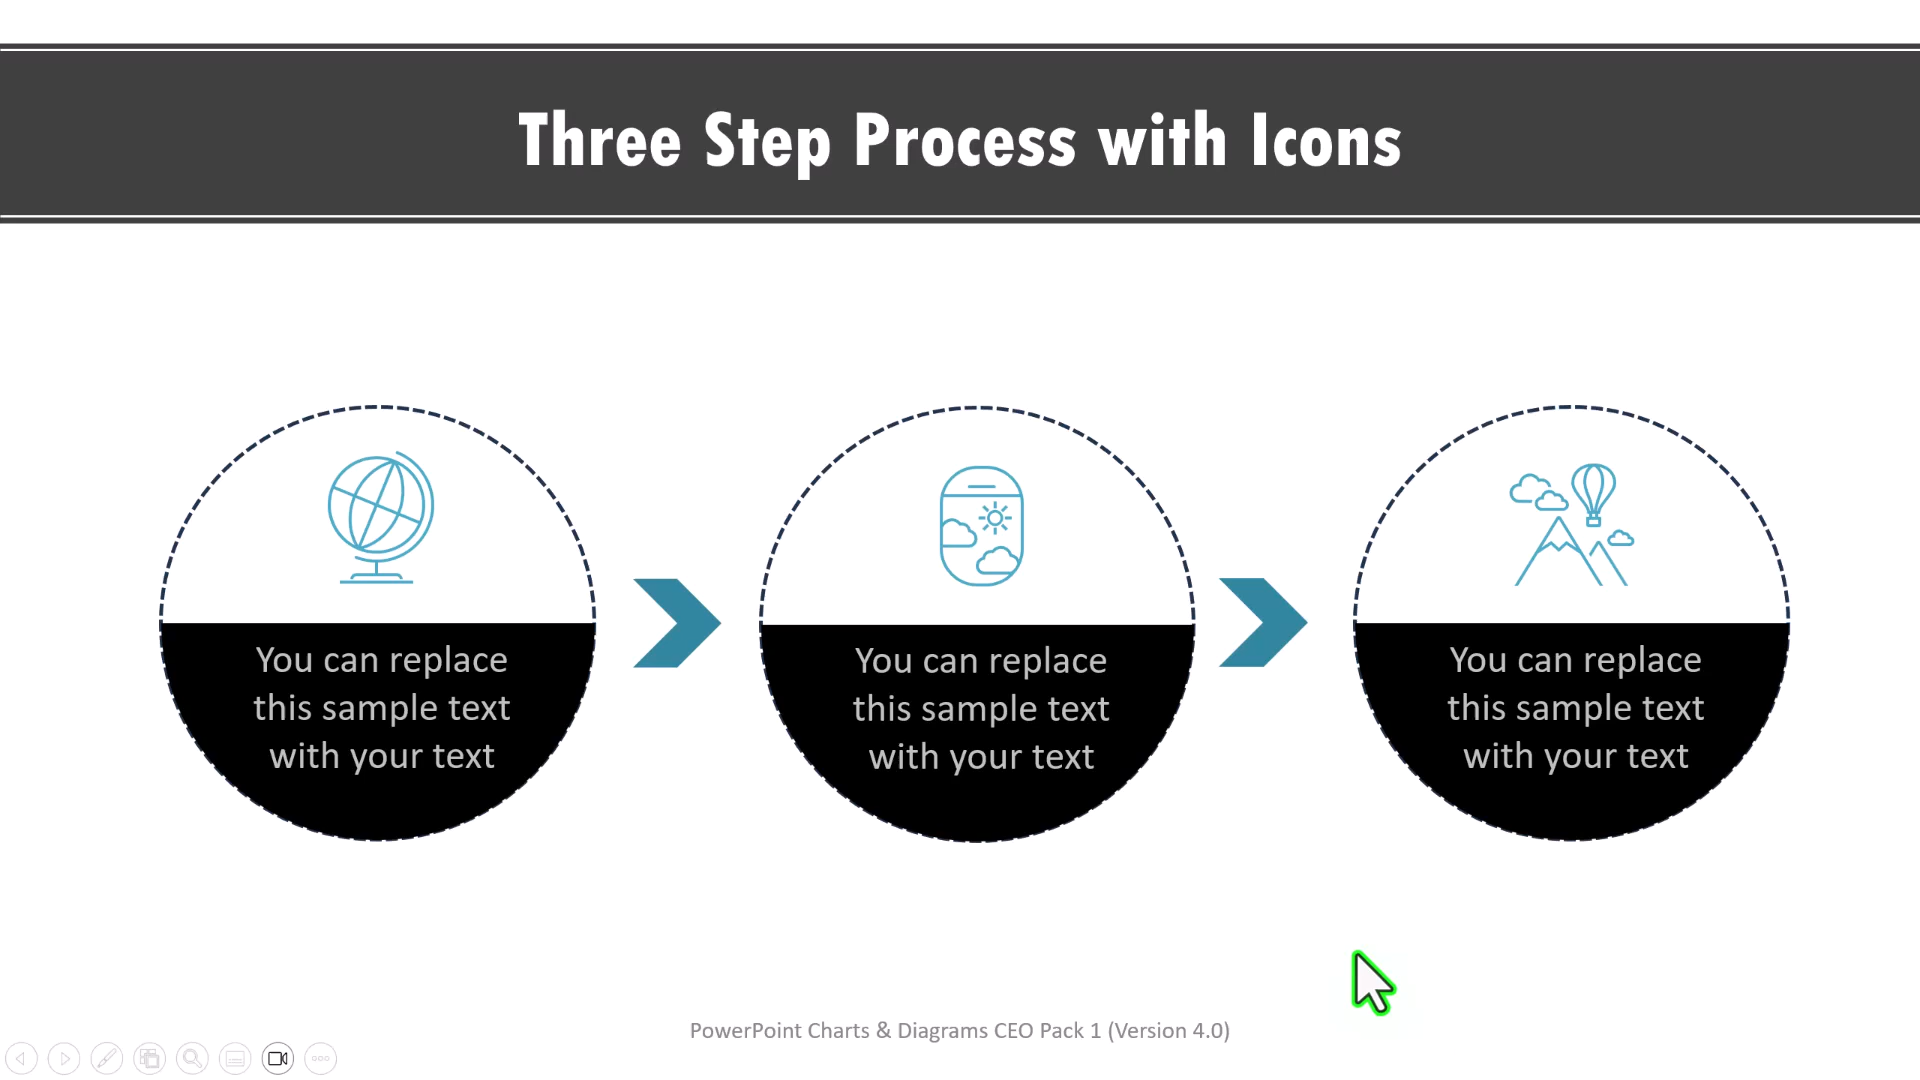 Three Step Process with Icons
You can replace
this sample text
with your text
You can replace
this sample text
with your text
You can replace
this sample text
with your text
PowerPoint Charts & Diagrams CEO Pack 1 (Version 4.0)